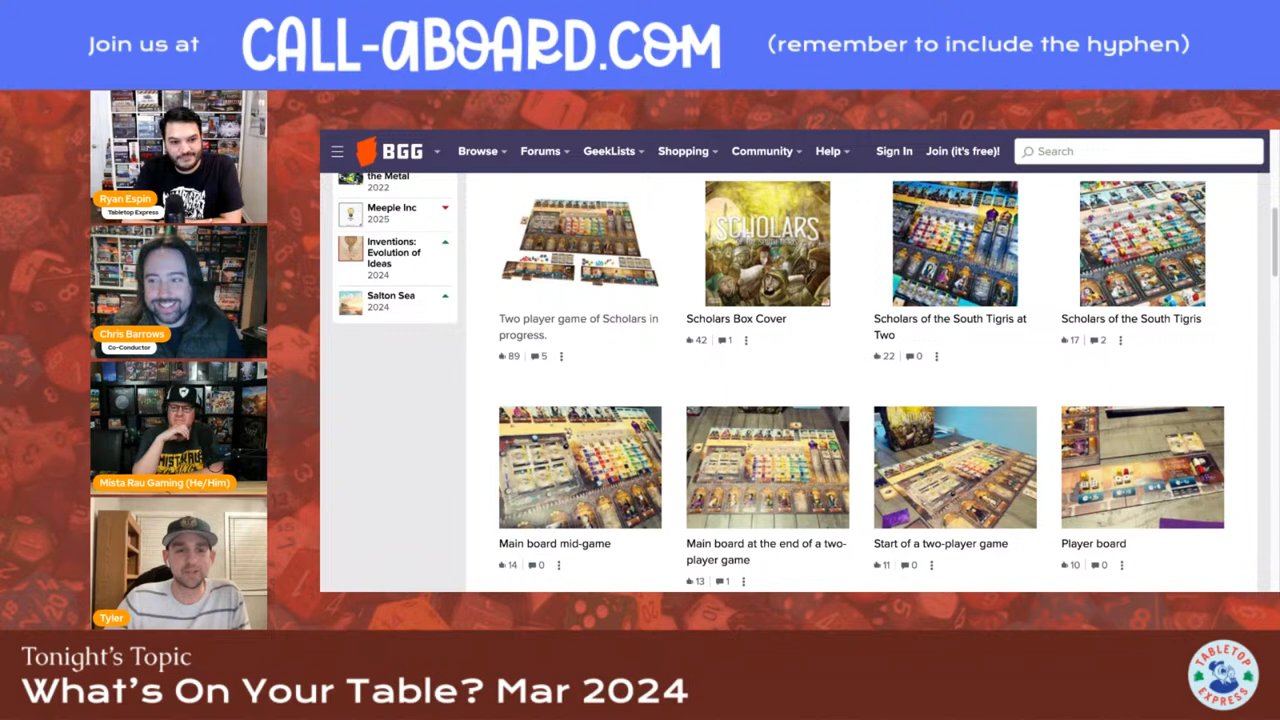 Join us at CALL-aBOARD.COM (remember to include the hyphen)
BGG Browse Forums GeekLists Shopping Community Help Sign In Join (it's free)! Search
Ryan Espin
Tabletop Express
Chris Barrows
Co-Conductor
Mista Rau Gaming (He/Him)
Tyler
the Metal
2022
Meeple Inc
2025
Inventions:
Evolution of
Ideas
2024
Salton Sea
2024
SCHOLARS
Two player game of Scholars in
progress.
89 5
Scholars Box Cover
42 1
Scholars of the South Tigris at
Two
22 0
Scholars of the South Tigris
17 2
Main board mid-game
14 0
Main board at the end of a two-
player game
13 1
Start of a two-player game
11 0
Player board
10 0
Tonight's Topic
What's On Your Table? Mar 2024
TABLETOP
EXPRESS